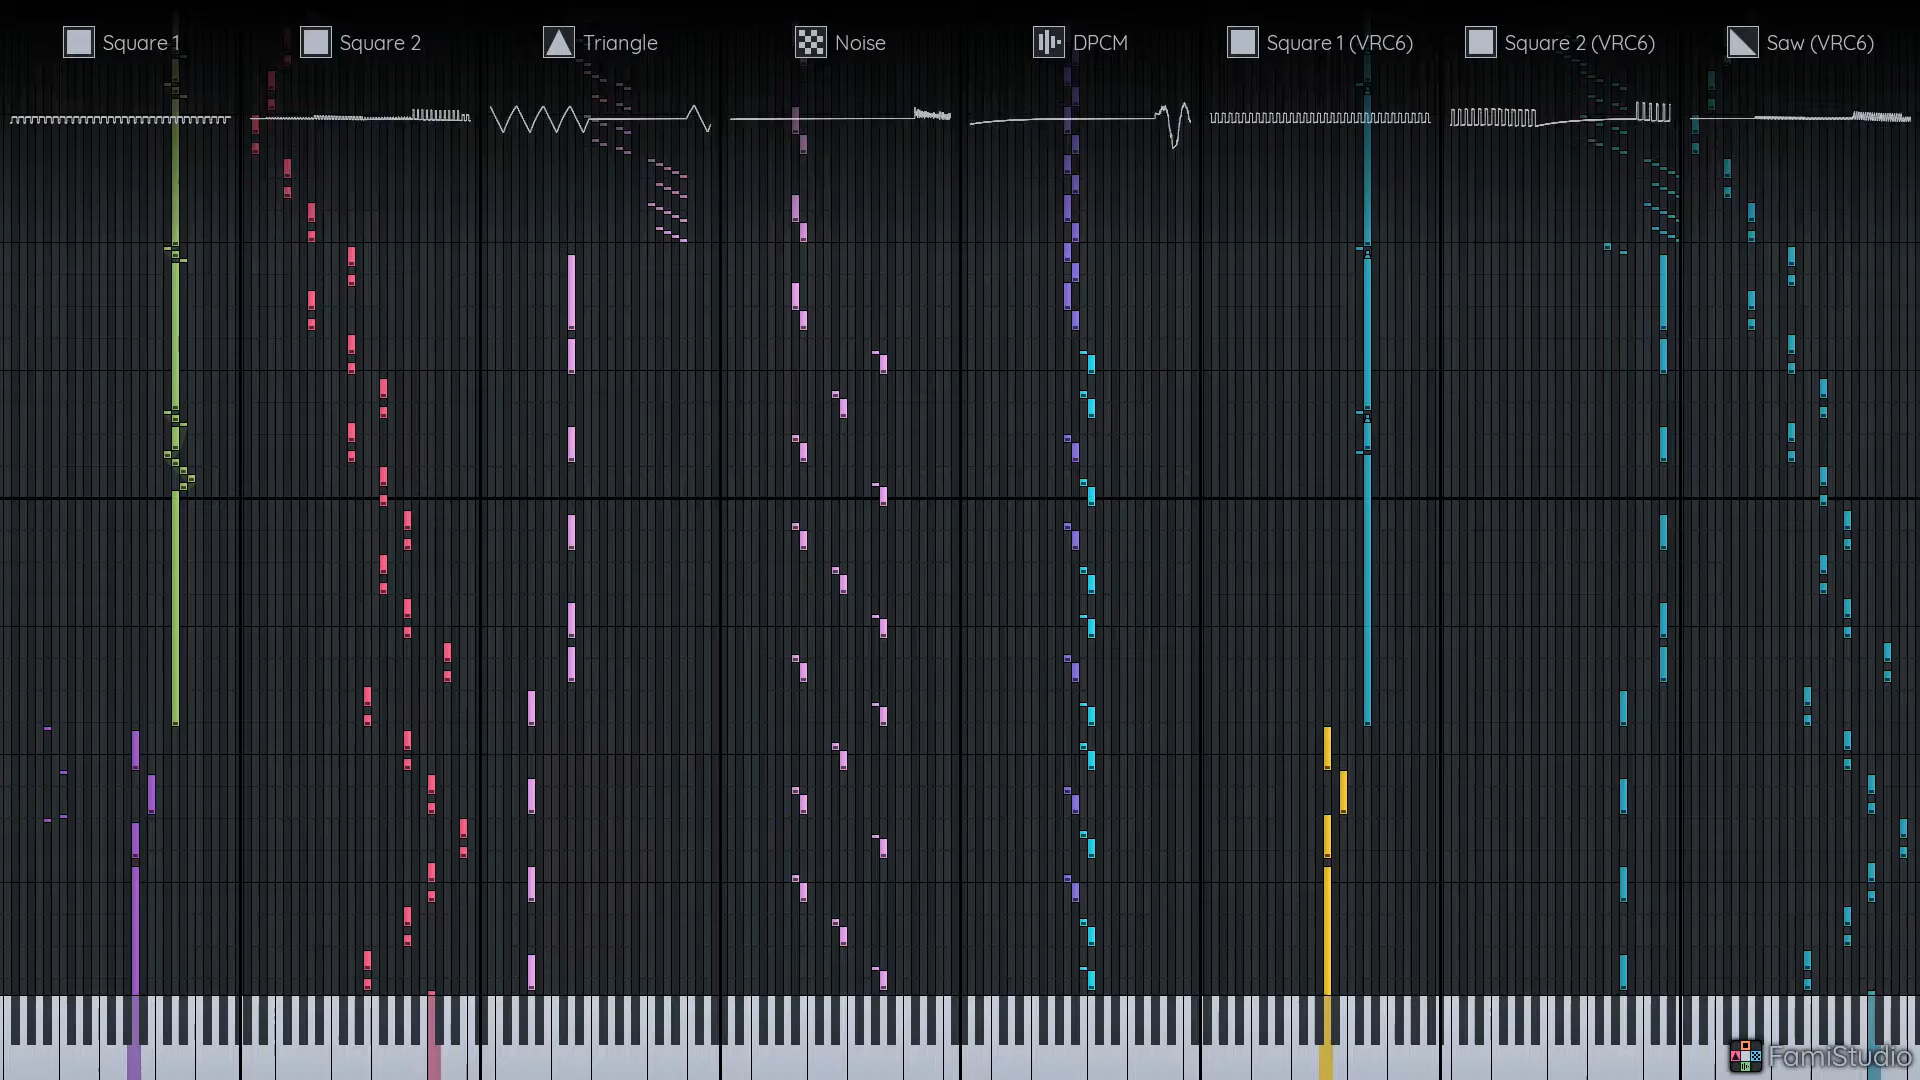 Square 1
Square 2
Triangle
Noise
DPCM
Square 1 (VRC6)
Square 2 (VRC6)
Saw (VRC6)
FamiStudio